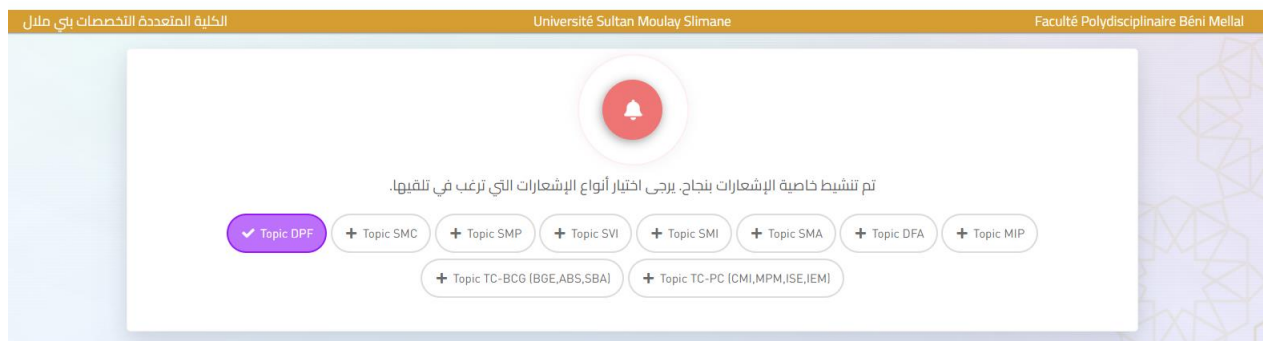 الكلية المتعددة التخصصات بني ملال Université Sultan Moulay Slimane Faculté Polydisciplinaire Béni Mellal
تم تنشيط خاصية الإشعارات بنجاح. يرجى اختيار أنواع الإشعارات التي ترغب في تلقيها.
Topic DPF Topic SMC Topic SMP Topic SVI Topic SMI Topic SMA Topic DFA Topic MIP
Topic TC-BCG (BGE,ABS,SBA) Topic TC-PC (CMI,MPM,ISE,IEM)